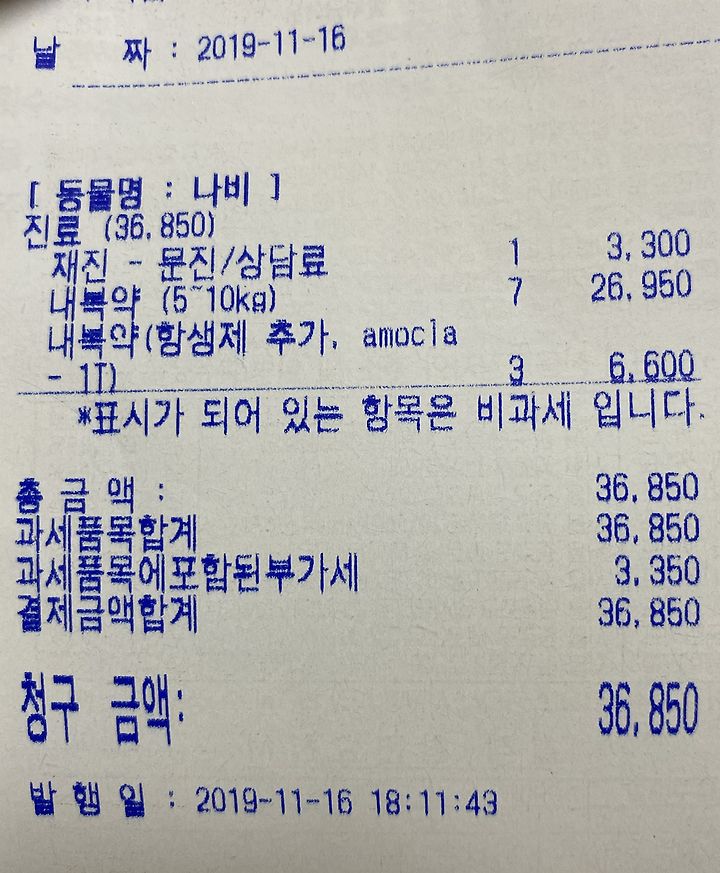 날 짜 : 2019-11-16
[ 동물명 : 나비 ]
진료 (36,850)
재진 - 문진/상담료 1 3,300
내복약 (5~10kg) 7 26,950
내복약(항생제 추가, amocla
- 1T) 3 6,600
*표시가 되어 있는 항목은 비과세 입니다.
총 금 액 : 36,850
과세품목합계 36,850
과세품목에포함된부가세 3,350
결제금액합계 36,850
청구 금액: 36,850
발 행 일 : 2019-11-16 18:11:43